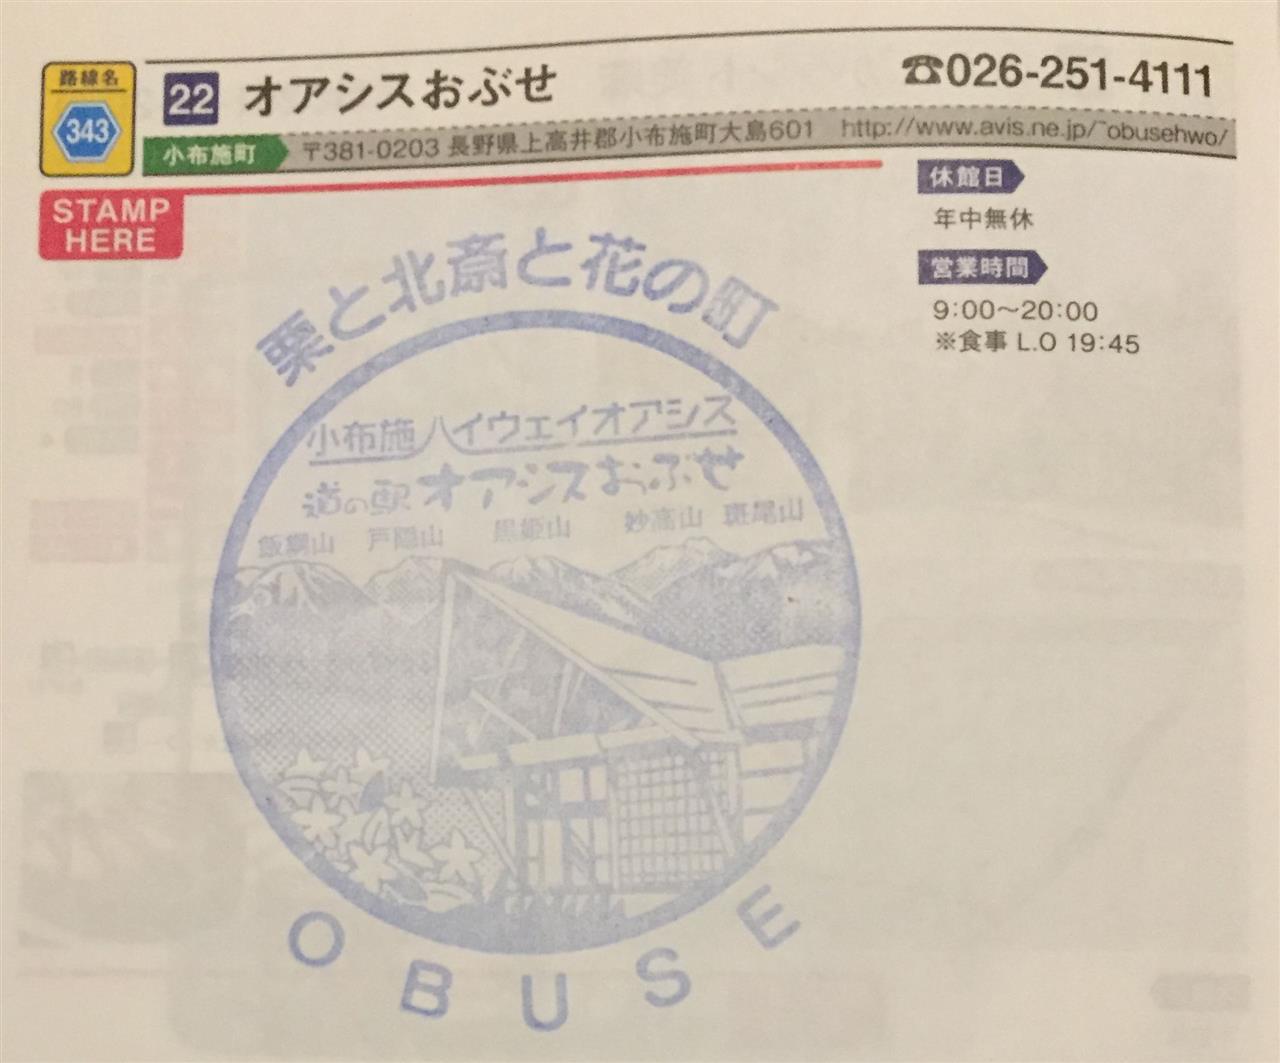 路線名
343
22 オアシスおぶせ
☎026-251-4111
小布施町
〒381-0203 長野県上高井郡小布施町大島601 http://www.avis.ne.jp/~obusehwo/
STAMP
HERE
休館日
年中無休
営業時間
9:00〜20:00
※食事 L.O 19:45
栗と北斎と花の町
小布施ハイウェイオアシス
道の駅オアシスおぶせ
飯綱山 戸隠山 黒姫山 妙高山 斑尾山
OBUSE